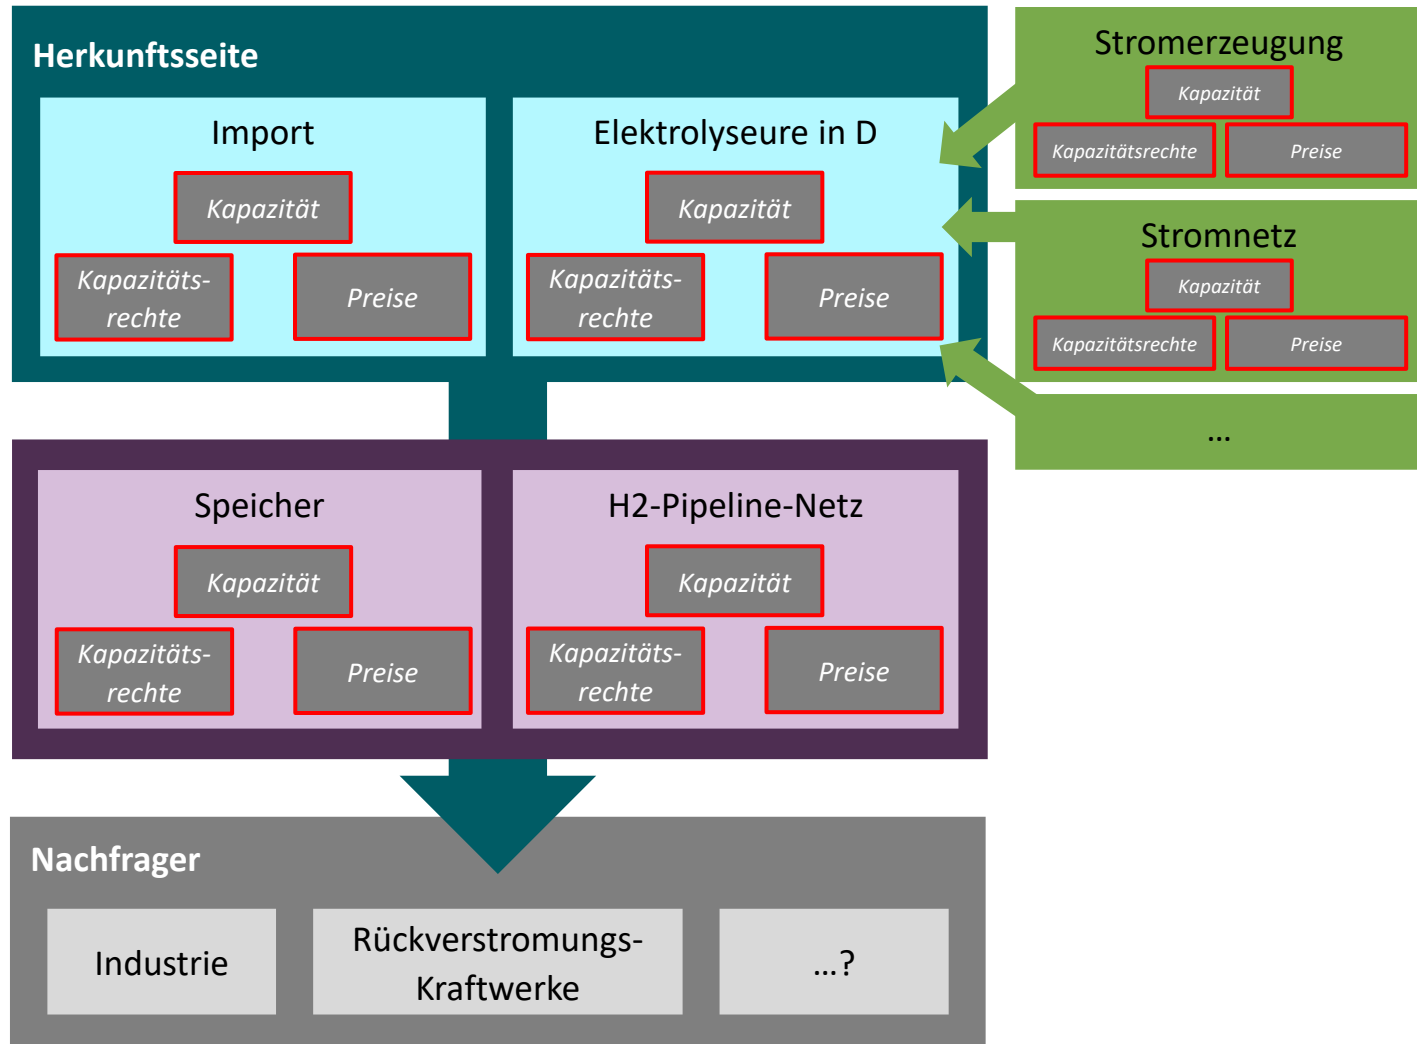 Herkunftsseite
Import
Kapazität
Kapazitäts-
rechte
Preise
Elektrolyseure in D
Kapazität
Kapazitäts-
rechte
Preise
Stromerzeugung
Kapazität
Kapazitätsrechte
Preise
Stromnetz
Kapazität
Kapazitätsrechte
Preise
...
Speicher
Kapazität
Kapazitäts-
rechte
Preise
H2-Pipeline-Netz
Kapazität
Kapazitäts-
rechte
Preise
Nachfrager
Industrie
Rückverstromungs-
Kraftwerke
...?